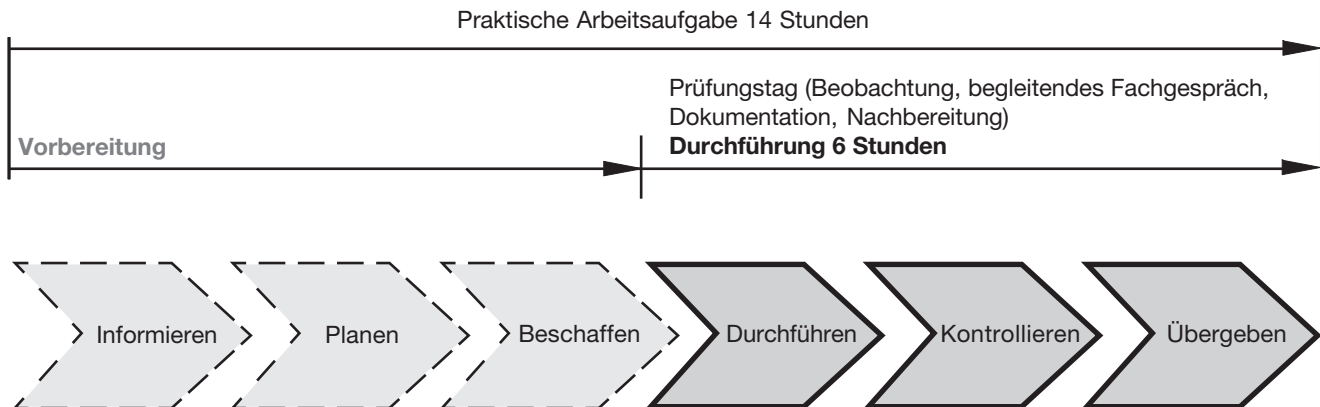 Praktische Arbeitsaufgabe 14 Stunden
Prüfungstag (Beobachtung, begleitendes Fachgespräch,
Dokumentation, Nachbereitung)
Vorbereitung
Durchführung 6 Stunden
Informieren
Planen
Beschaffen
Durchführen
Kontrollieren
Übergeben